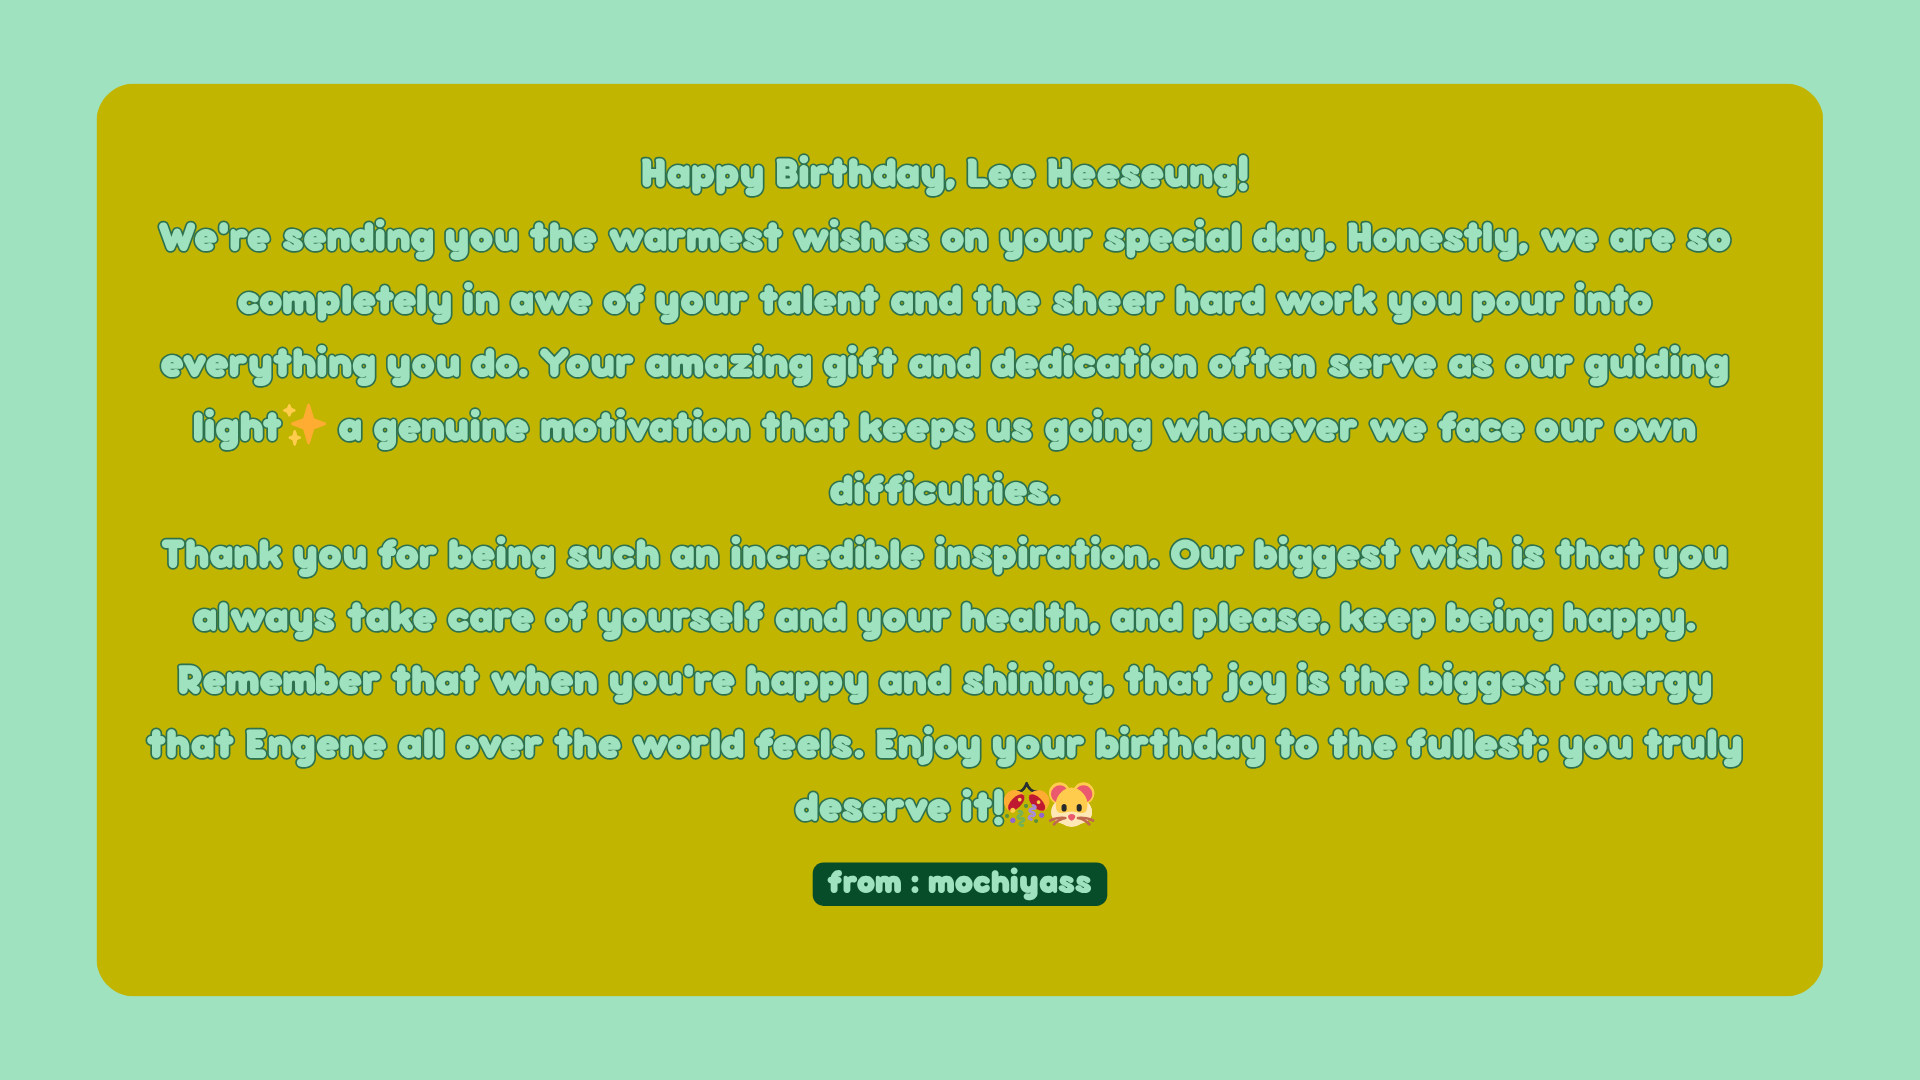 Happy Birthday, Lee Heeseung!
We're sending you the warmest wishes on your special day. Honestly, we are so
completely in awe of your talent and the sheer hard work you pour into
everything you do. Your amazing gift and dedication often serve as our guiding
light✨ a genuine motivation that keeps us going whenever we face our own
difficulties.
Thank you for being such an incredible inspiration. Our biggest wish is that you
always take care of yourself and your health, and please, keep being happy.
Remember that when you're happy and shining, that joy is the biggest energy
that Engene all over the world feels. Enjoy your birthday to the fullest; you truly
deserve it!🎊🐹
from : mochiyass